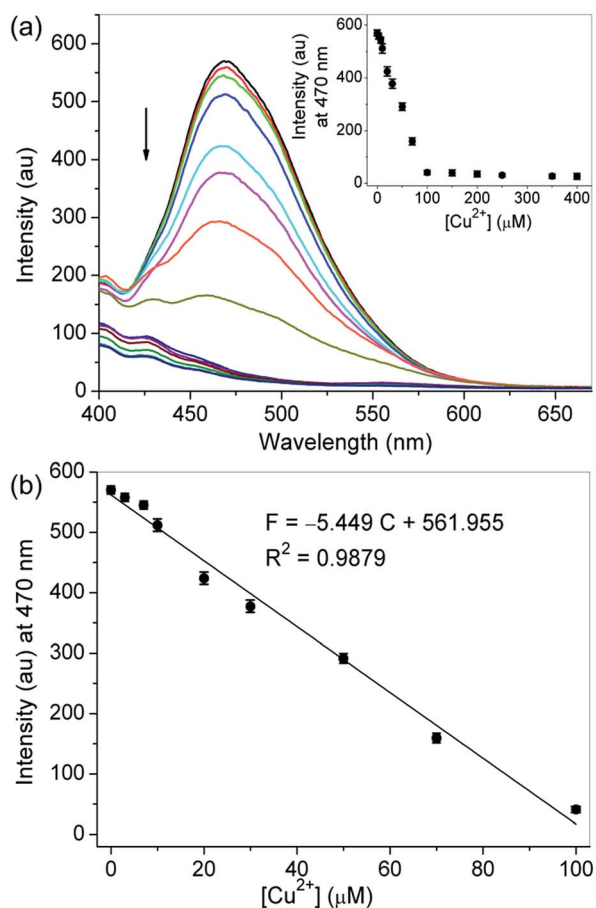 (a)
600
500
400
300
200
100
0
Intensity (au)
400 450 500 550 600 650
Wavelength (nm)
600
400
200
0
Intensity (au)
at 470 nm
0 100 200 300 400
[Cu²⁺] (μM)
(b)
600
500
400
300
200
100
0
Intensity (au) at 470 nm
F = −5.449 C + 561.955
R² = 0.9879
0 20 40 60 80 100
[Cu²⁺] (μM)